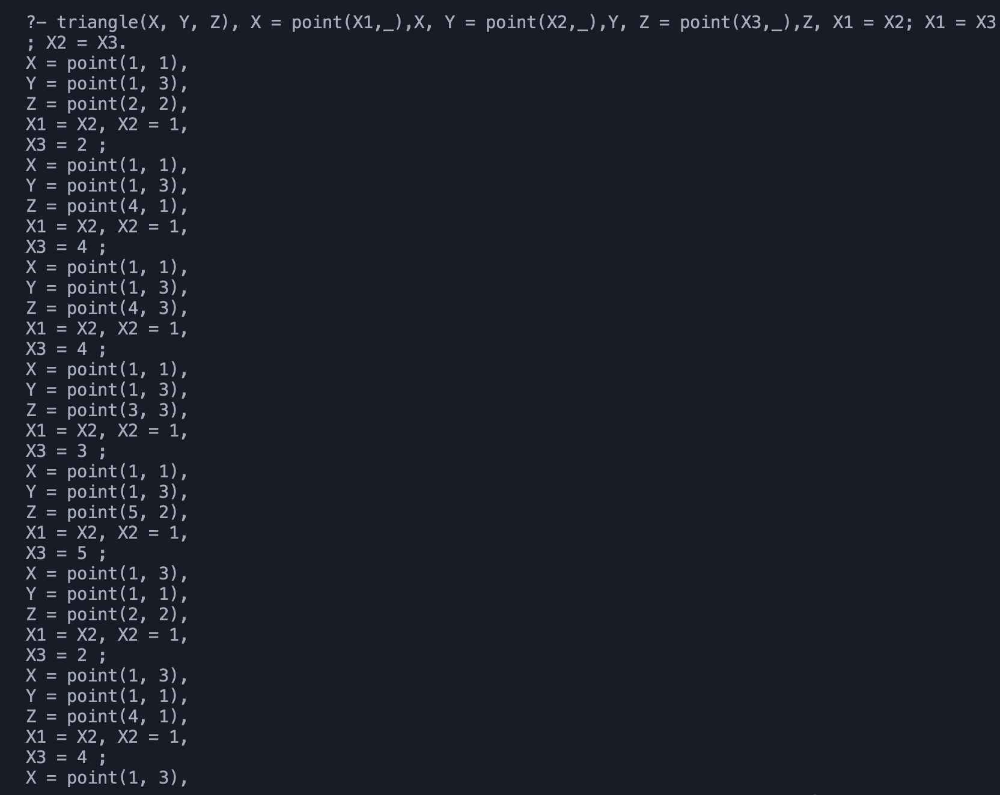 ?- triangle(X, Y, Z), X = point(X1,_),X, Y = point(X2,_),Y, Z = point(X3,_),Z, X1 = X2; X1 = X3
; X2 = X3.
X = point(1, 1),
Y = point(1, 3),
Z = point(2, 2),
X1 = X2, X2 = 1,
X3 = 2 ;
X = point(1, 1),
Y = point(1, 3),
Z = point(4, 1),
X1 = X2, X2 = 1,
X3 = 4 ;
X = point(1, 1),
Y = point(1, 3),
Z = point(4, 3),
X1 = X2, X2 = 1,
X3 = 4 ;
X = point(1, 1),
Y = point(1, 3),
Z = point(3, 3),
X1 = X2, X2 = 1,
X3 = 3 ;
X = point(1, 1),
Y = point(1, 3),
Z = point(5, 2),
X1 = X2, X2 = 1,
X3 = 5 ;
X = point(1, 3),
Y = point(1, 1),
Z = point(2, 2),
X1 = X2, X2 = 1,
X3 = 2 ;
X = point(1, 3),
Y = point(1, 1),
Z = point(4, 1),
X1 = X2, X2 = 1,
X3 = 4 ;
X = point(1, 3),